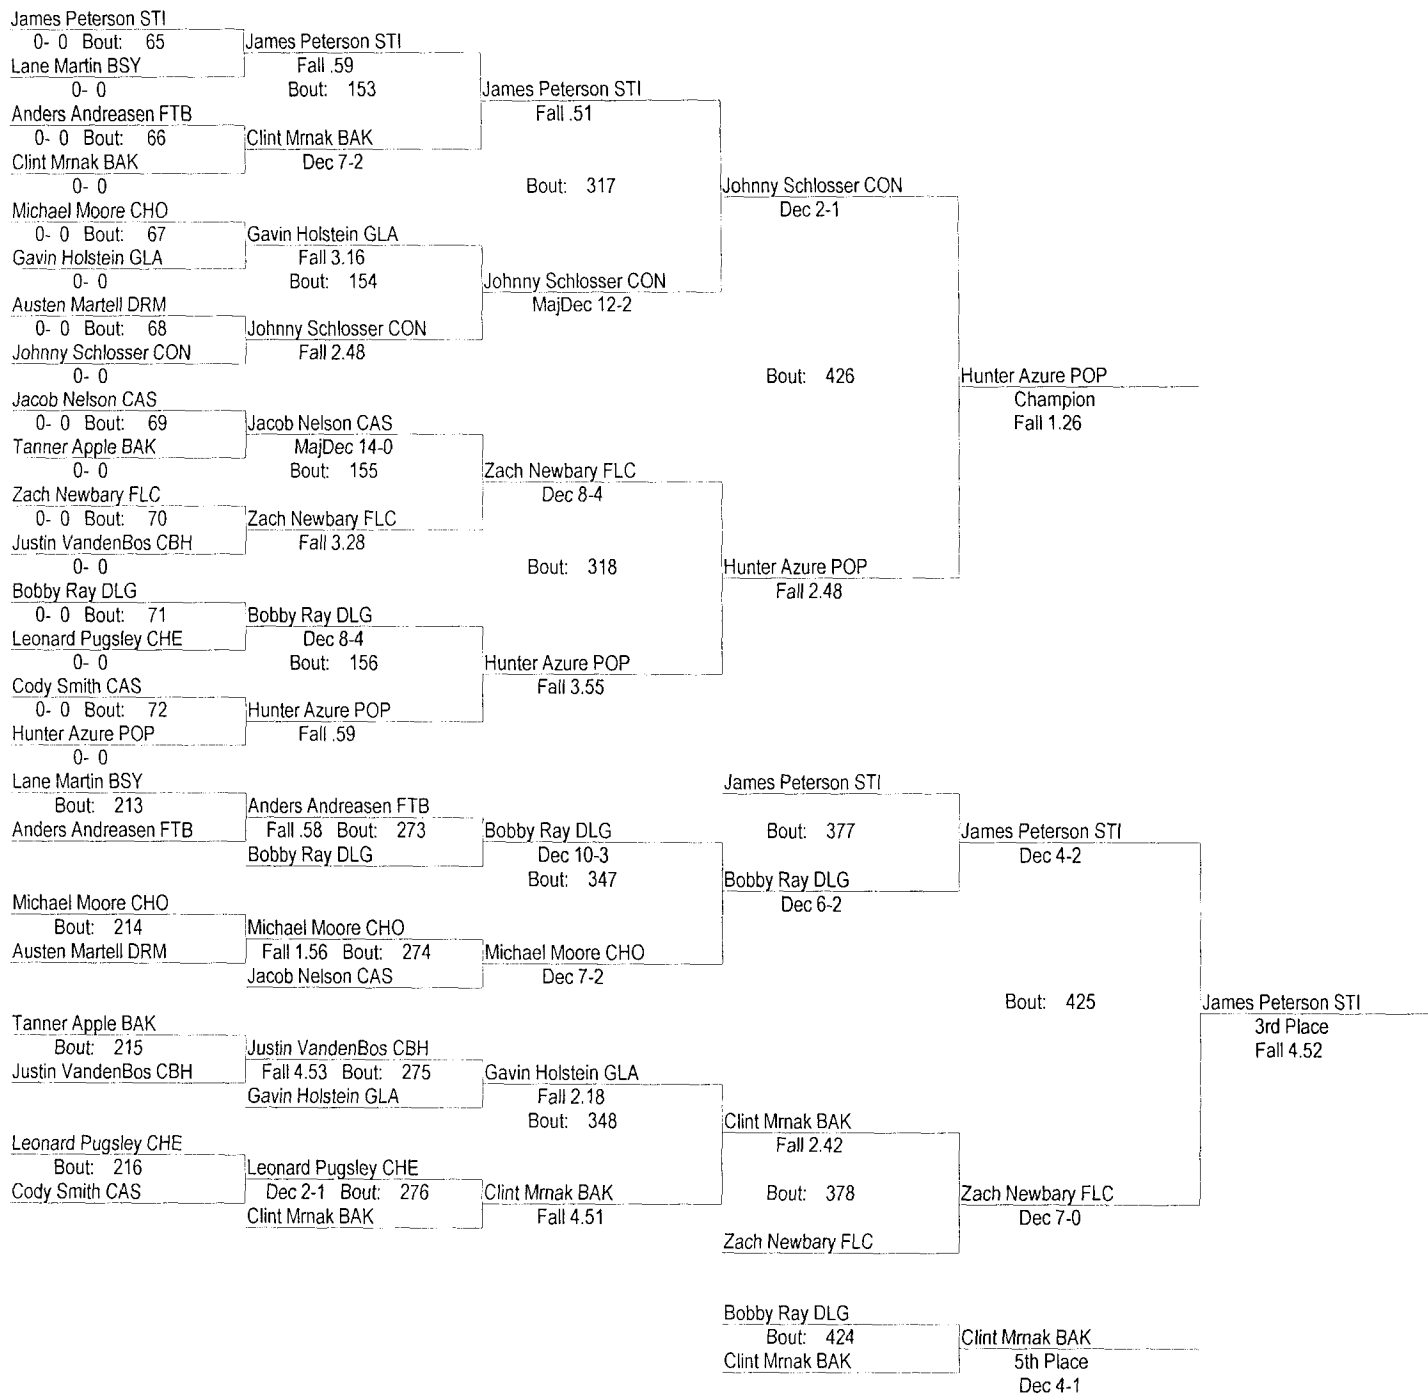 James Peterson STI
0- 0 Bout: 65
Lane Martin BSY
0- 0
Anders Andreasen FTB
0- 0 Bout: 66
Clint Mrnak BAK
0- 0
Michael Moore CHO
0- 0 Bout: 67
Gavin Holstein GLA
0- 0
Austen Martell DRM
0- 0 Bout: 68
Johnny Schlosser CON
0- 0
Jacob Nelson CAS
0- 0 Bout: 69
Tanner Apple BAK
0- 0
Zach Newbary FLC
0- 0 Bout: 70
Justin VandenBos CBH
0- 0
Bobby Ray DLG
0- 0 Bout: 71
Leonard Pugsley CHE
0- 0
Cody Smith CAS
0- 0 Bout: 72
Hunter Azure POP
0- 0
James Peterson STI
Fall .59
Bout: 153
Clint Mrnak BAK
Dec 7-2
Gavin Holstein GLA
Fall 3.16
Bout: 154
Johnny Schlosser CON
Fall 2.48
Jacob Nelson CAS
MajDec 14-0
Bout: 155
Zach Newbary FLC
Fall 3.28
Bobby Ray DLG
Dec 8-4
Bout: 156
Hunter Azure POP
Fall .59
James Peterson STI
Fall .51
Bout: 317
Johnny Schlosser CON
MajDec 12-2
Zach Newbary FLC
Dec 8-4
Bout: 318
Hunter Azure POP
Fall 3.55
Johnny Schlosser CON
Dec 2-1
Bout: 426
Hunter Azure POP
Fall 2.48
Hunter Azure POP
Champion
Fall 1.26
Lane Martin BSY
Bout: 213
Anders Andreasen FTB
Michael Moore CHO
Bout: 214
Austen Martell DRM
Tanner Apple BAK
Bout: 215
Justin VandenBos CBH
Leonard Pugsley CHE
Bout: 216
Cody Smith CAS
Anders Andreasen FTB
Fall .58 Bout: 273
Bobby Ray DLG
Michael Moore CHO
Fall 1.56 Bout: 274
Jacob Nelson CAS
Justin VandenBos CBH
Fall 4.53 Bout: 275
Gavin Holstein GLA
Leonard Pugsley CHE
Dec 2-1 Bout: 276
Clint Mrnak BAK
Bobby Ray DLG
Dec 10-3
Bout: 347
Michael Moore CHO
Dec 7-2
Gavin Holstein GLA
Fall 2.18
Bout: 348
Clint Mrnak BAK
Fall 4.51
James Peterson STI
Bout: 377
Bobby Ray DLG
Dec 6-2
Clint Mrnak BAK
Fall 2.42
Bout: 378
Zach Newbary FLC
James Peterson STI
Dec 4-2
Bout: 425
Zach Newbary FLC
Dec 7-0
James Peterson STI
3rd Place
Fall 4.52
Bobby Ray DLG
Bout: 424
Clint Mrnak BAK
Clint Mrnak BAK
5th Place
Dec 4-1